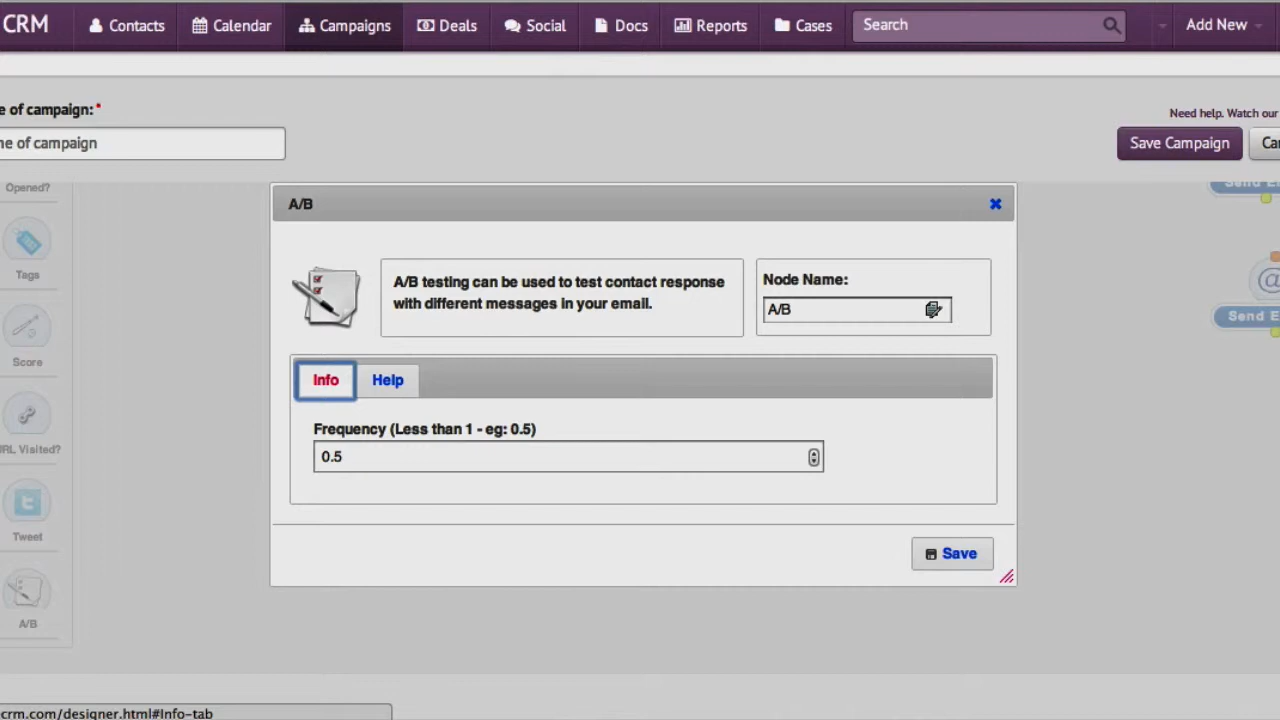 CRM Contacts Calendar Campaigns Deals Social Docs Reports Cases Search Add New
e of campaign:*
Need help. Watch our
ne of campaign
Save Campaign
Ca
Opened?
Send E
A/B
Tags
A/B testing can be used to test contact response
with different messages in your email.
Node Name:
A/B
@
Send E
Score
Info Help
Frequency (Less than 1 - eg: 0.5)
0.5
URL Visited?
Tweet
Save
A/B
crm.com/designer.html#Info-tab